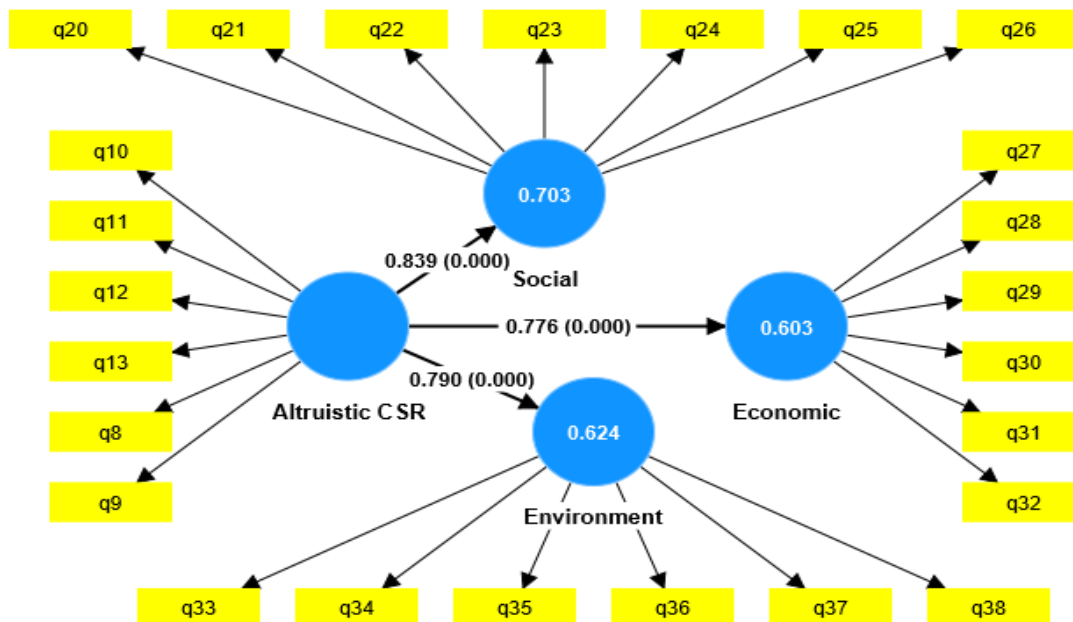 q20
q21
q22
q23
q24
q25
q26
q10
q27
0.703
q11
q28
0.839 (0.000)
Social
q12
q29
0.776 (0.000)
0.603
q13
q30
0.790 (0.000)
Altruistic CSR
Economic
q8
0.624
q31
q9
q32
Environment
q33
q34
q35
q36
q37
q38